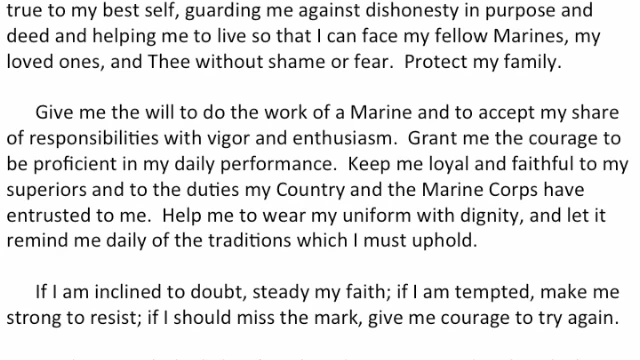 true to my best self, guarding me against dishonesty in purpose and
deed and helping me to live so that I can face my fellow Marines, my
loved ones, and Thee without shame or fear.  Protect my family.
Give me the will to do the work of a Marine and to accept my share
of responsibilities with vigor and enthusiasm.  Grant me the courage to
be proficient in my daily performance.  Keep me loyal and faithful to my
superiors and to the duties my Country and the Marine Corps have
entrusted to me.  Help me to wear my uniform with dignity, and let it
remind me daily of the traditions which I must uphold.
If I am inclined to doubt, steady my faith; if I am tempted, make me
strong to resist; if I should miss the mark, give me courage to try again.